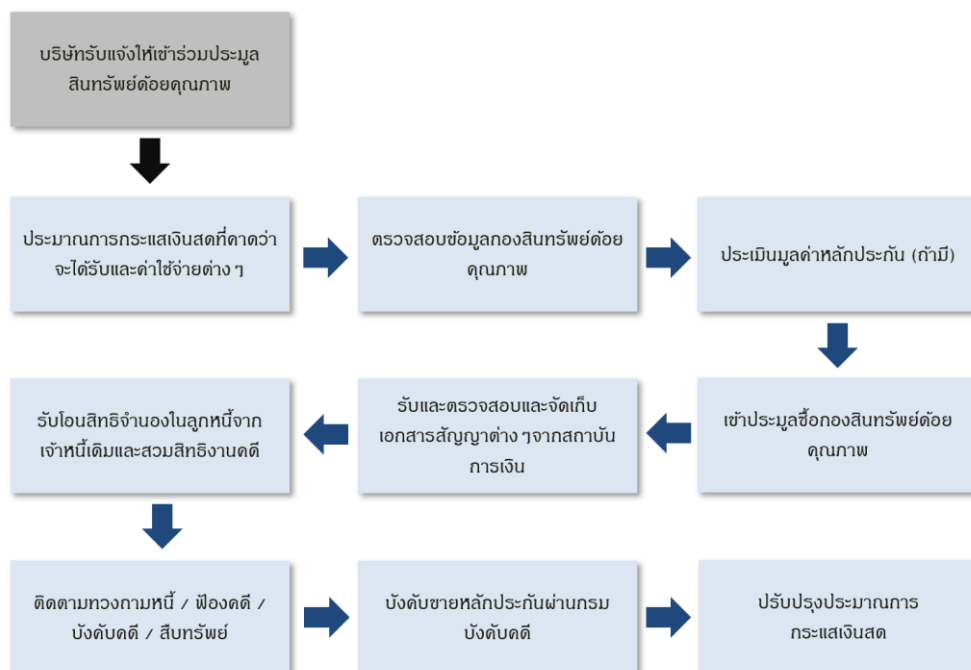 บริษัทรับแจ้งให้เข้าร่วมประมูล
สินทรัพย์ด้อยคุณภาพ
ประมาณการกระแสเงินสดที่คาดว่า
จะได้รับและค่าใช้จ่ายต่าง ๆ
ตรวจสอบข้อมูลกองสินทรัพย์ด้อย
คุณภาพ
ประเมินมูลค่าหลักประกัน (ถ้ามี)
เข้าประมูลซื้อกองสินทรัพย์ด้อย
คุณภาพ
รับและตรวจสอบและจัดเก็บ
เอกสารสัญญาต่าง ๆจากสถาบัน
การเงิน
รับโอนสิทธิจำนองในลูกหนี้จาก
เจ้าหนี้เดิมและสวมสิทธิงานคดี
ติดตามทวงถามหนี้ / ฟ้องคดี /
บังคับคดี / สืบทรัพย์
บังคับขายหลักประกันผ่านกรม
บังคับคดี
ปรับปรุงประมาณการ
กระแสเงินสด